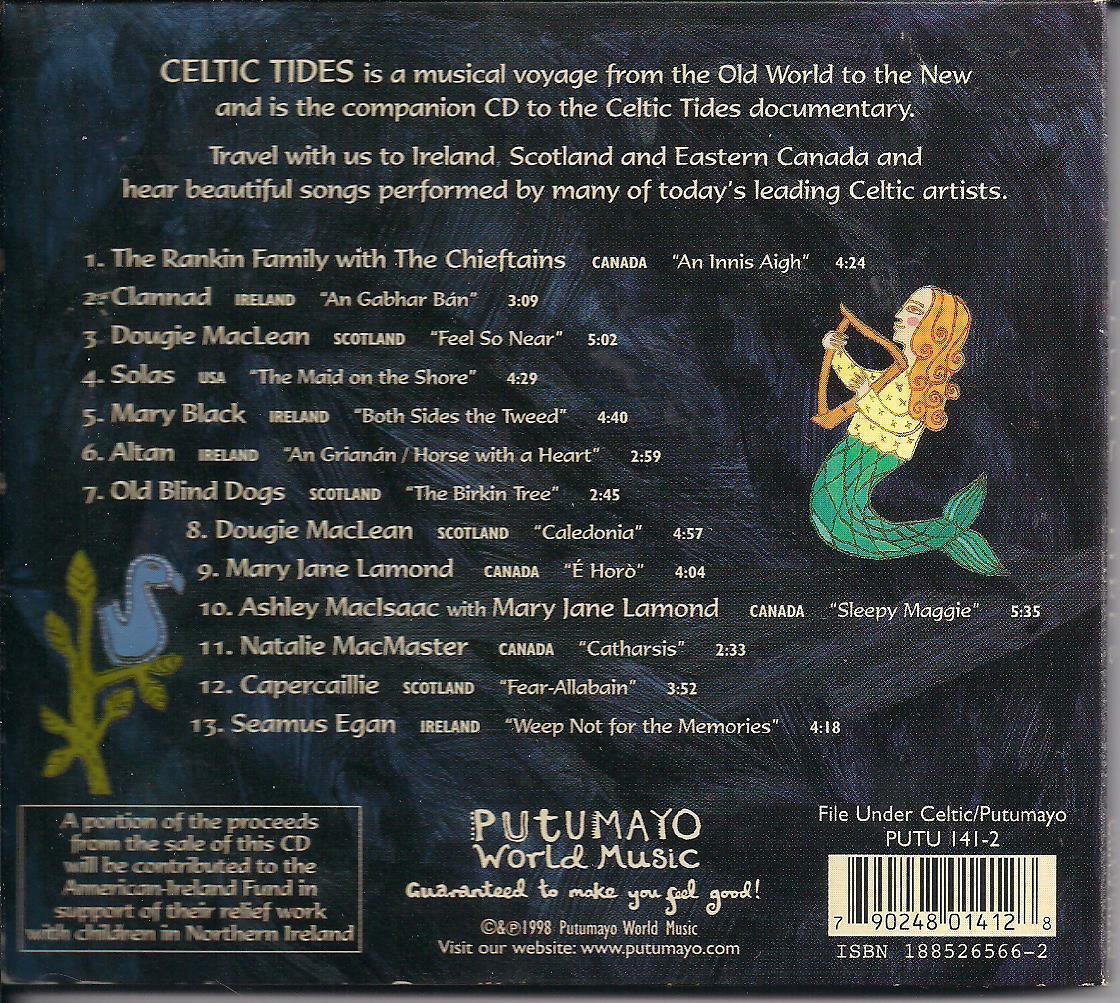 CELTIC TIDES is a musical voyage from the Old World to the New
and is the companion CD to the Celtic Tides documentary.
Travel with us to Ireland, Scotland and Eastern Canada and
hear beautiful songs performed by many of today's leading Celtic artists.
1. The Rankin Family with The Chieftains CANADA "An Innis Aigh" 4:24
2. Clannad IRELAND "An Gabhar Bán" 3:09
3. Dougie MacLean SCOTLAND "Feel So Near" 5:02
4. Solas USA "The Maid on the Shore" 4:29
5. Mary Black IRELAND "Both Sides the Tweed" 4:40
6. Altan IRELAND "An Grianán / Horse with a Heart" 2:59
7. Old Blind Dogs SCOTLAND "The Birkin Tree" 2:45
8. Dougie MacLean SCOTLAND "Caledonia" 4:57
9. Mary Jane Lamond CANADA "É Horò" 4:04
10. Ashley MacIsaac with Mary Jane Lamond CANADA "Sleepy Maggie" 5:35
11. Natalie MacMaster CANADA "Catharsis" 2:33
12. Capercaillie SCOTLAND "Fear-Allabain" 3:52
13. Seamus Egan IRELAND "Weep Not for the Memories" 4:18
A portion of the proceeds
from the sale of this CD
will be contributed to the
American-Ireland Fund in
support of their relief work
with children in Northern Ireland
PUTUMAYO
World Music
Guaranteed to make you feel good!
©&℗1998 Putumayo World Music
Visit our website: www.putumayo.com
File Under Celtic/Putumayo
PUTU 141-2
7 90248 01412 8
ISBN 188526566-2